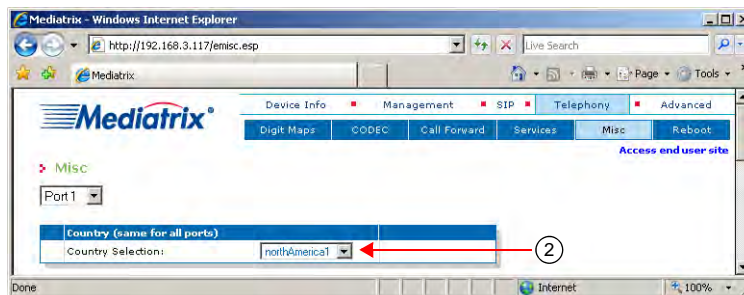 Mediatrix - Windows Internet Explorer
http://192.168.3.117/emisc.esp
Live Search
Mediatrix
Page
Tools
Mediatrix®
Device Info
Management
SIP
Telephony
Advanced
Digit Maps
CODEC
Call Forward
Services
Misc
Reboot
Access end user site
Misc
Port 1
Country (same for all ports)
Country Selection:
northAmerica1
2
Done
Internet
100%